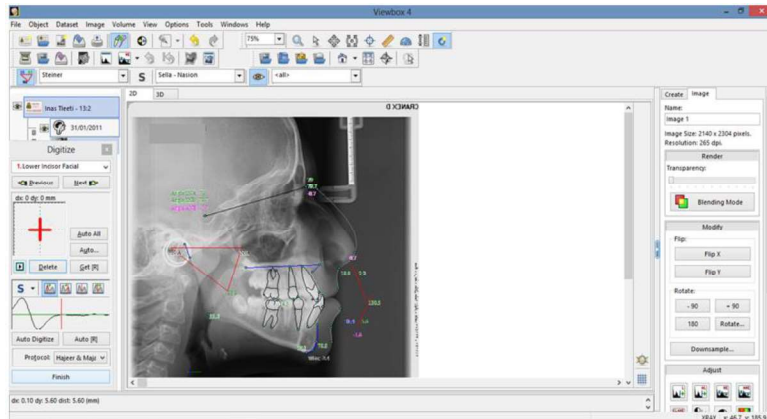 Viewbox 4
File Object Dataset Image Volume View Options Tools Windows Help
75%
Steiner
S
Sella - Nasion
<all>
2D 3D
Inas Tleeti - 13:2
31/01/2011
Digitize
1.Lower Incisor Facial
<< Previous Next >>
dx: 0 dy: 0 mm
Auto All
Auto...
Delete
Get [R]
S
Auto Digitize Auto [R]
Protocol: Hajeer & Maja
Finish
dx: 0.10 dy: 5.60 dist: 5.60 (mm)
CRANEX D
Create Image
Name:
Image 1
Image Size: 2140 x 2304 pixels.
Resolution: 265 dpi.
Render
Transparency:
Blending Mode
Modify
Flip:
Flip X
Flip Y
Rotate:
- 90
+ 90
180
Rotate...
Downsample...
Adjust